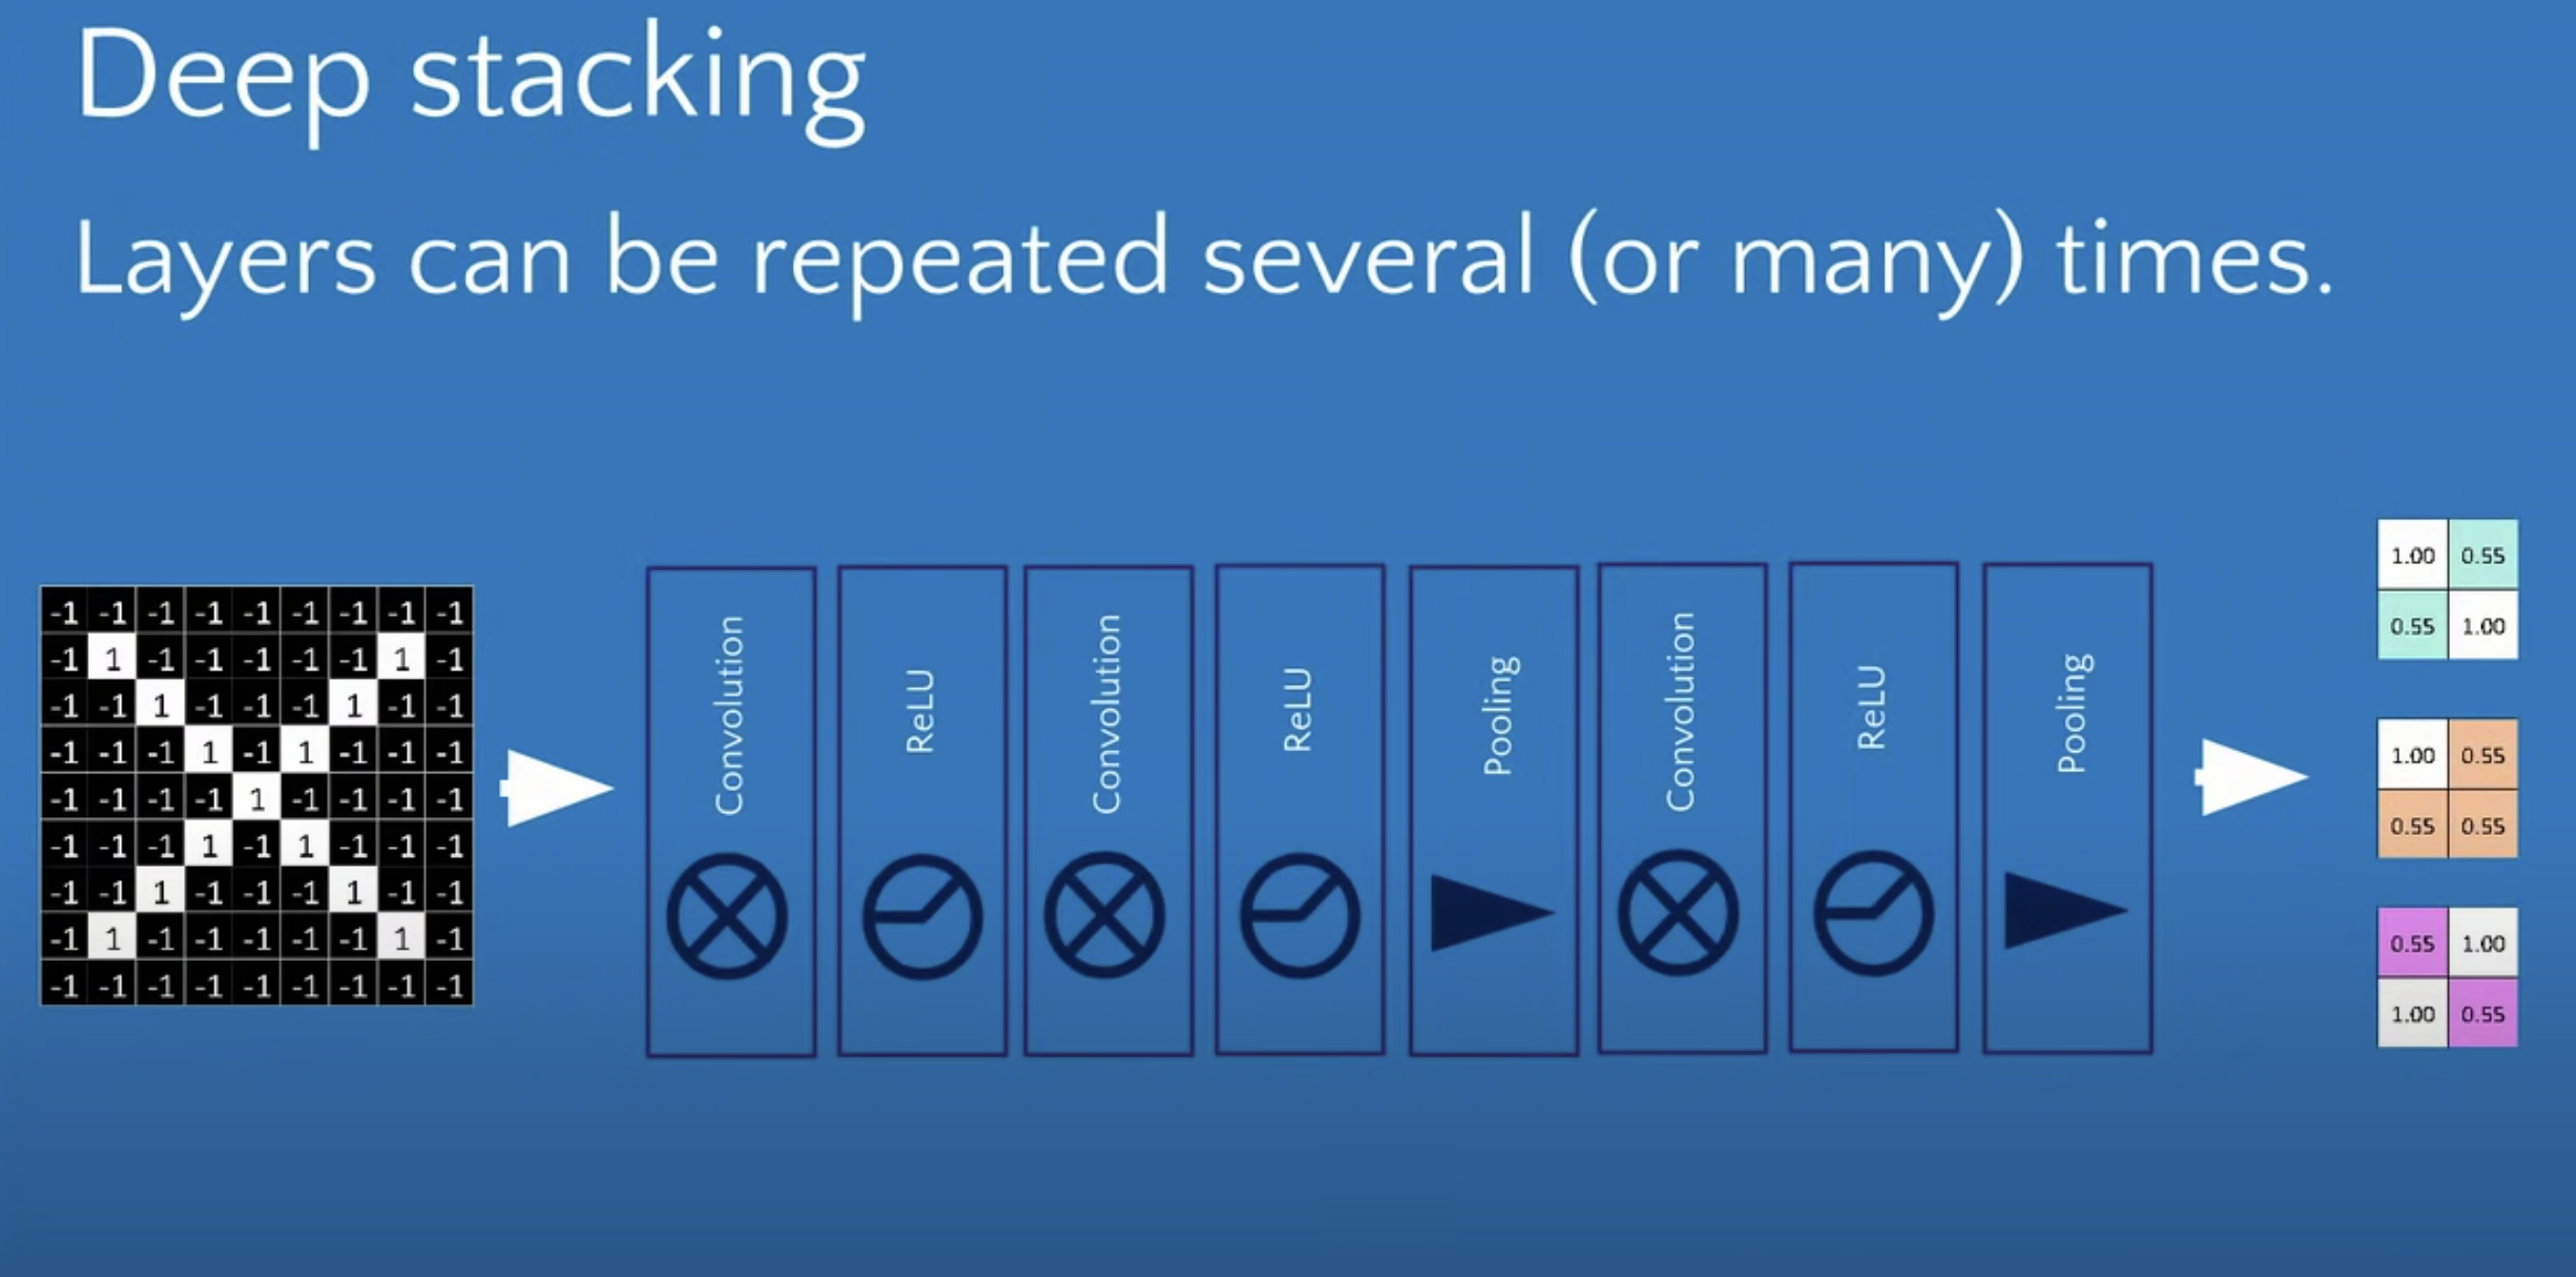 Deep stacking
Layers can be repeated several (or many) times.
-1 -1 -1 -1 -1 -1 -1 -1 -1
-1 1 -1 -1 -1 -1 -1 1 -1
-1 -1 1 -1 -1 -1 1 -1 -1
-1 -1 -1 1 -1 1 -1 -1 -1
-1 -1 -1 -1 1 -1 -1 -1 -1
-1 -1 -1 1 -1 1 -1 -1 -1
-1 -1 1 -1 -1 -1 1 -1 -1
-1 1 -1 -1 -1 -1 -1 1 -1
-1 -1 -1 -1 -1 -1 -1 -1 -1
Convolution
ReLU
Convolution
ReLU
Pooling
Convolution
ReLU
Pooling
1.00 0.55
0.55 1.00
1.00 0.55
0.55 0.55
0.55 1.00
1.00 0.55